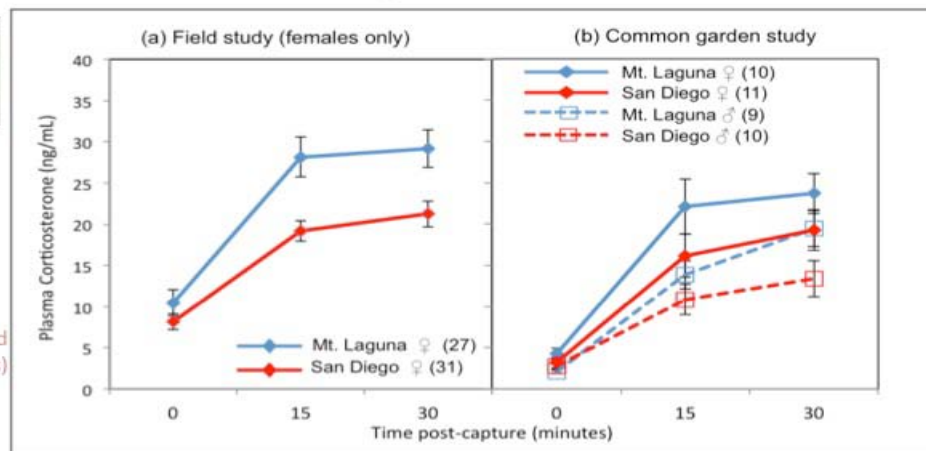 (a) Field study (females only)
(b) Common garden study
Plasma Corticosterone (ng/mL)
40
35
30
25
20
15
10
5
0
Mt. Laguna ♀ (27)
San Diego ♀ (31)
Mt. Laguna ♀ (10)
San Diego ♀ (11)
Mt. Laguna ♂ (9)
San Diego ♂ (10)
0 15 30 0 15 30
Time post-capture (minutes)